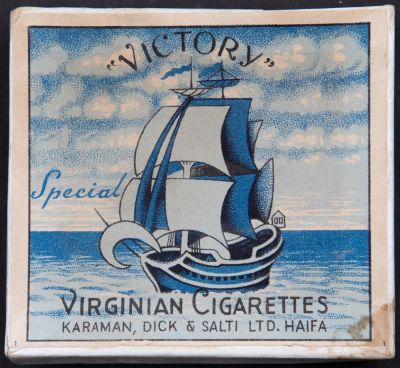 "VICTORY"
Special
VIRGINIAN CIGARETTES
KARAMAN, DICK & SALTI LTD. HAIFA